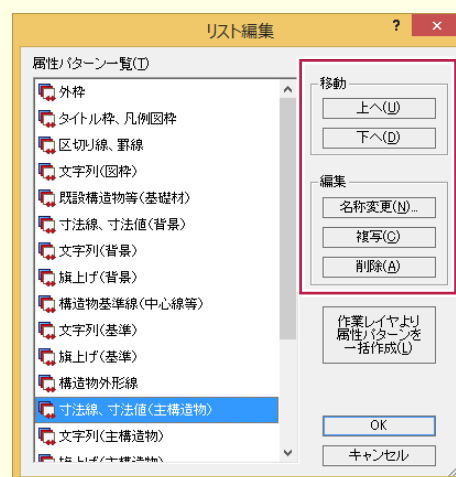 リスト編集
?
×
属性パターン一覧(T)
外枠
タイトル枠、凡例図枠
区切り線、罫線
文字列(図枠)
既設構造物等(基礎材)
寸法線、寸法値(背景)
文字列(背景)
旗上げ(背景)
構造物基準線(中心線等)
文字列(基準)
旗上げ(基準)
構造物外形線
寸法線、寸法値(主構造物)
文字列(主構造物)
旗上げ(主構造物)
移動
上へ(U)
下へ(D)
編集
名称変更(N)...
複写(C)
削除(A)
作業レイヤより
属性パターンを
一括作成(L)
OK
キャンセル